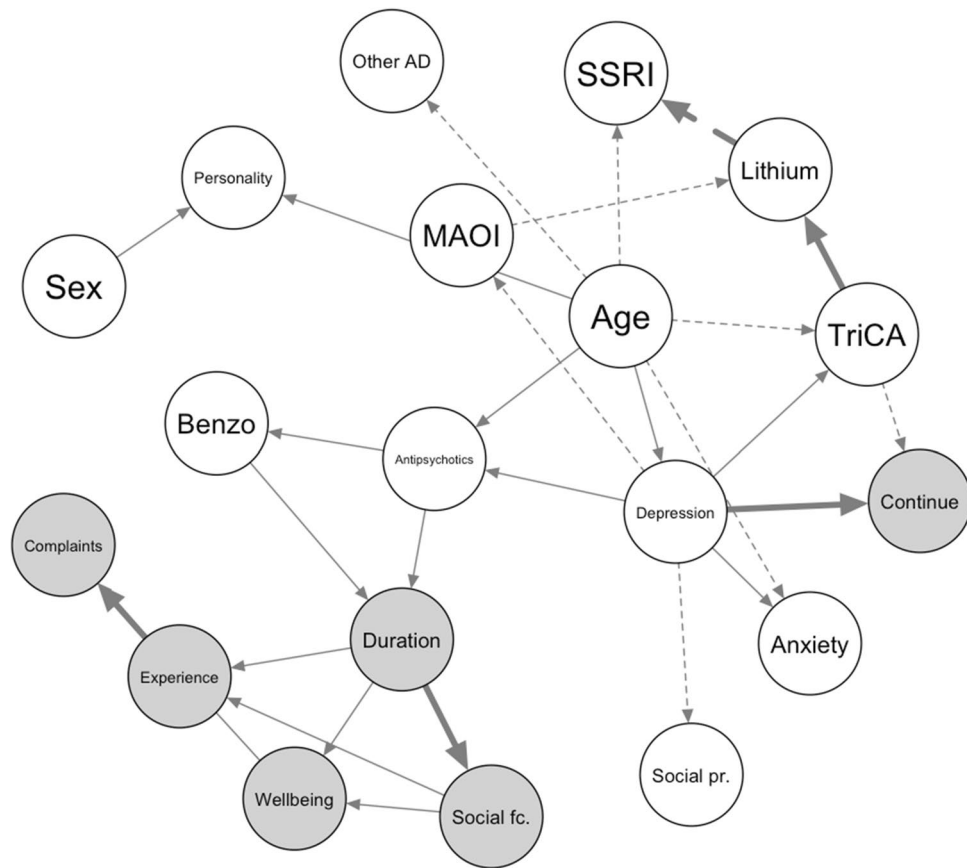 Other AD
SSRI
Lithium
Personality
MAOI
Sex
Age
TriCA
Benzo
Antipsychotics
Depression
Continue
Complaints
Duration
Anxiety
Experience
Social pr.
Wellbeing
Social fc.